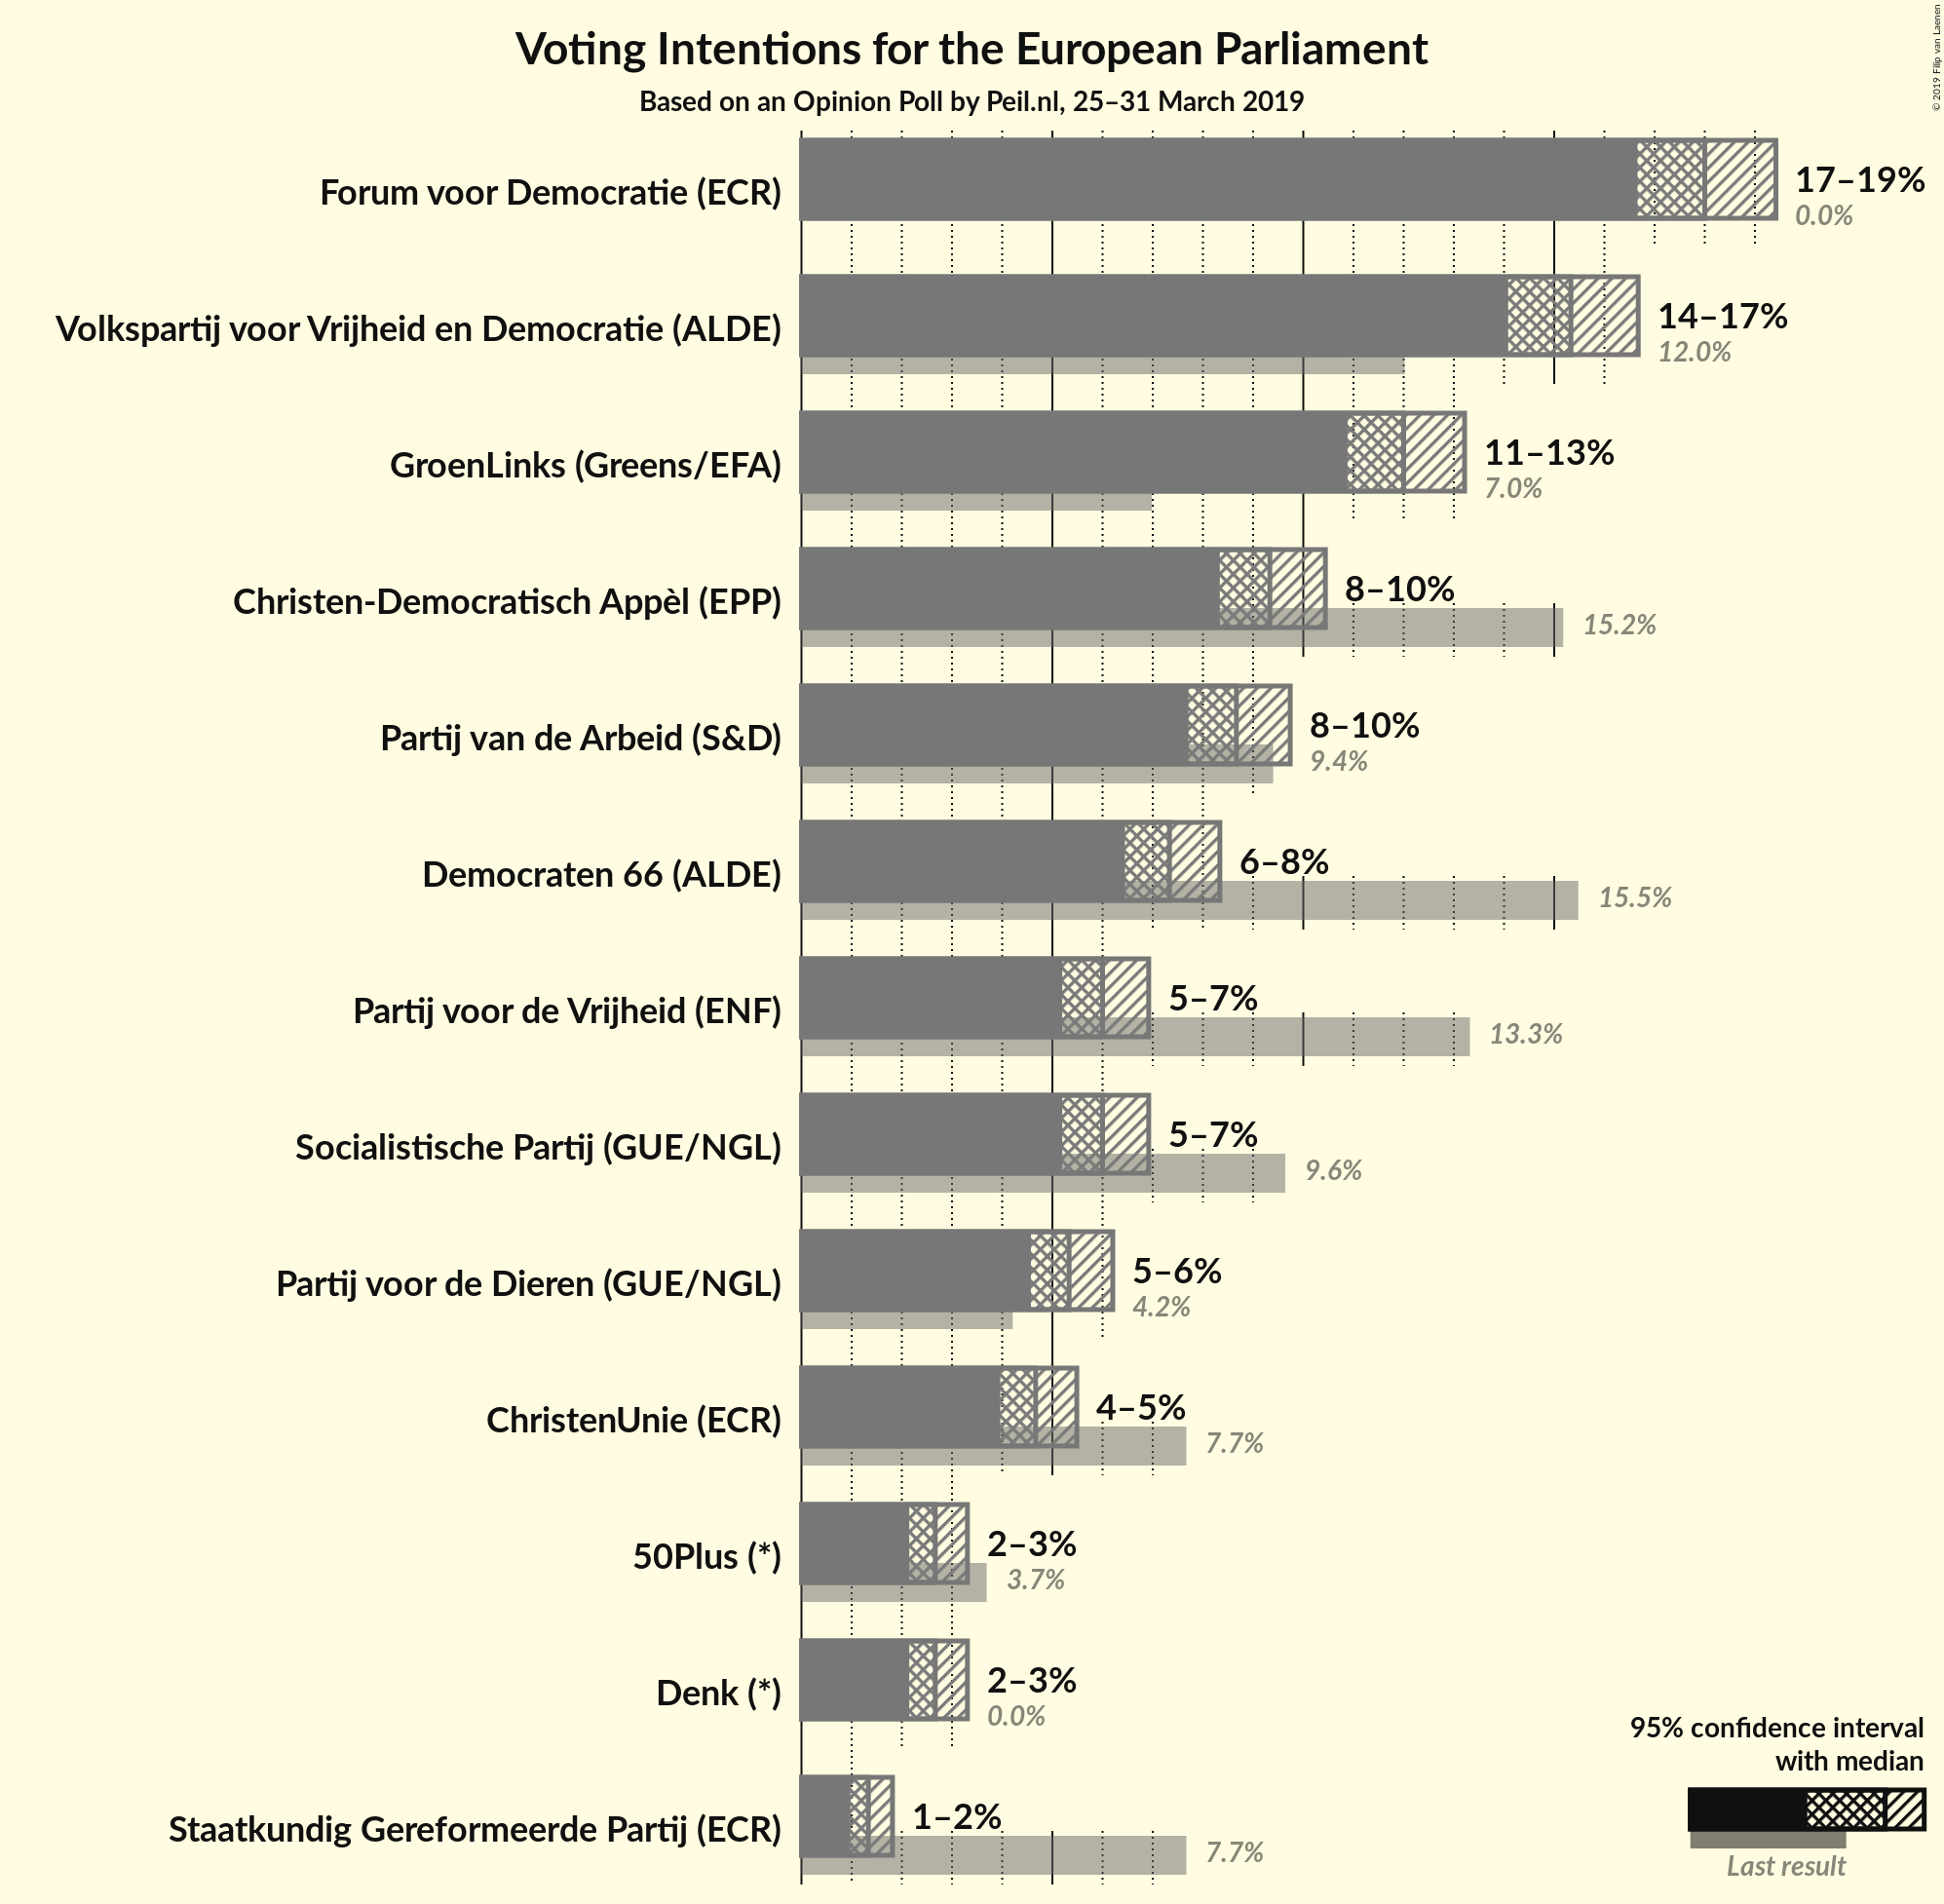 Voting Intentions for the European Parliament
Based on an Opinion Poll by Peil.nl, 25–31 March 2019
© 2019 Filip van Laenen
Forum voor Democratie (ECR)
17–19%
0.0%
Volkspartij voor Vrijheid en Democratie (ALDE)
14–17%
12.0%
GroenLinks (Greens/EFA)
11–13%
7.0%
Christen-Democratisch Appèl (EPP)
8–10%
15.2%
Partij van de Arbeid (S&D)
8–10%
9.4%
Democraten 66 (ALDE)
6–8%
15.5%
Partij voor de Vrijheid (ENF)
5–7%
13.3%
Socialistische Partij (GUE/NGL)
5–7%
9.6%
Partij voor de Dieren (GUE/NGL)
5–6%
4.2%
ChristenUnie (ECR)
4–5%
7.7%
50Plus (*)
2–3%
3.7%
Denk (*)
2–3%
0.0%
Staatkundig Gereformeerde Partij (ECR)
1–2%
7.7%
95% confidence interval
with median
Last result